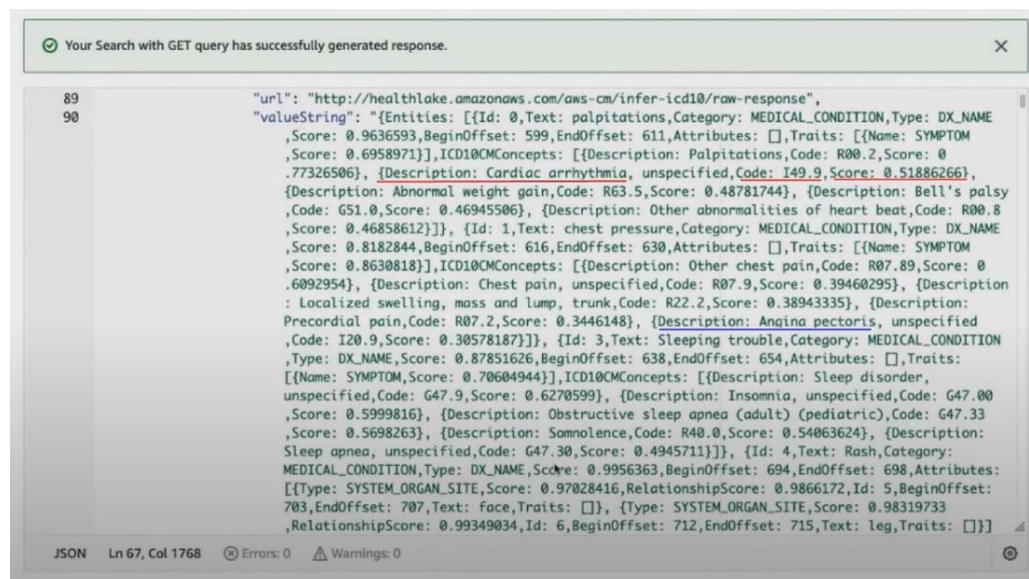 Your Search with GET query has successfully generated response.
89 "url": "http://healthlake.amazonaws.com/aws-cm/infer-icd10/raw-response",
90 "valueString": "{Entities: [{Id: 0,Text: palpitations,Category: MEDICAL_CONDITION,Type: DX_NAME
,Score: 0.9636593,BeginOffset: 599,EndOffset: 611,Attributes: [],Traits: [{Name: SYMPTOM
,Score: 0.6958971}],ICD10CMConcepts: [{Description: Palpitations,Code: R00.2,Score: 0
.77326506}, {Description: Cardiac arrhythmia, unspecified,Code: I49.9,Score: 0.51886266},
{Description: Abnormal weight gain,Code: R63.5,Score: 0.48781744}, {Description: Bell's palsy
,Code: G51.0,Score: 0.46945506}, {Description: Other abnormalities of heart beat,Code: R00.8
,Score: 0.46858612}]}, {Id: 1,Text: chest pressure,Category: MEDICAL_CONDITION,Type: DX_NAME
,Score: 0.8182844,BeginOffset: 616,EndOffset: 630,Attributes: [],Traits: [{Name: SYMPTOM
,Score: 0.8630818}],ICD10CMConcepts: [{Description: Other chest pain,Code: R07.89,Score: 0
.6092954}, {Description: Chest pain, unspecified,Code: R07.9,Score: 0.39460295}, {Description
: Localized swelling, mass and lump, trunk,Code: R22.2,Score: 0.38943335}, {Description:
Precordial pain,Code: R07.2,Score: 0.3446148}, {Description: Angina pectoris, unspecified
,Code: I20.9,Score: 0.30578187}]}, {Id: 3,Text: Sleeping trouble,Category: MEDICAL_CONDITION
,Type: DX_NAME,Score: 0.87851626,BeginOffset: 638,EndOffset: 654,Attributes: [],Traits:
[{Name: SYMPTOM,Score: 0.70604944}],ICD10CMConcepts: [{Description: Sleep disorder,
unspecified,Code: G47.9,Score: 0.6270599}, {Description: Insomnia, unspecified,Code: G47.00
,Score: 0.5999816}, {Description: Obstructive sleep apnea (adult) (pediatric),Code: G47.33
,Score: 0.5698263}, {Description: Somnolence,Code: R40.0,Score: 0.54063624}, {Description:
Sleep apnea, unspecified,Code: G47.30,Score: 0.4945711}]}, {Id: 4,Text: Rash,Category:
MEDICAL_CONDITION,Type: DX_NAME,Score: 0.9956363,BeginOffset: 694,EndOffset: 698,Attributes:
[{Type: SYSTEM_ORGAN_SITE,Score: 0.97028416,RelationshipScore: 0.9866172,Id: 5,BeginOffset:
703,EndOffset: 707,Text: face,Traits: []}, {Type: SYSTEM_ORGAN_SITE,Score: 0.98319733
,RelationshipScore: 0.99349034,Id: 6,BeginOffset: 712,EndOffset: 715,Text: leg,Traits: []}]
JSON Ln 67, Col 1768 Errors: 0 Warnings: 0